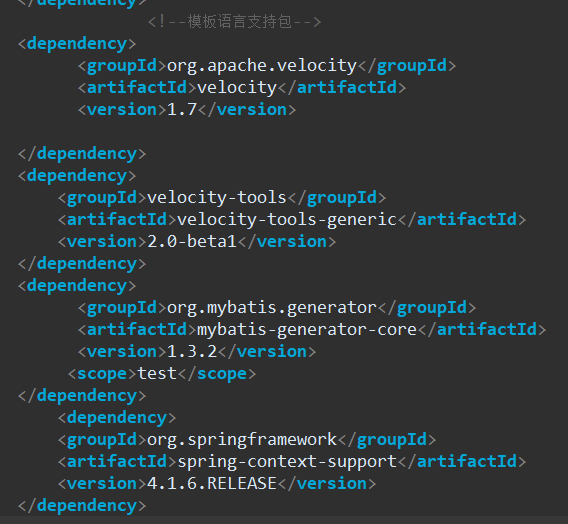 </dependency>
<!--模板语言支持包-->
<dependency>
<groupId>org.apache.velocity</groupId>
<artifactId>velocity</artifactId>
<version>1.7</version>
</dependency>
<dependency>
<groupId>velocity-tools</groupId>
<artifactId>velocity-tools-generic</artifactId>
<version>2.0-beta1</version>
</dependency>
<dependency>
<groupId>org.mybatis.generator</groupId>
<artifactId>mybatis-generator-core</artifactId>
<version>1.3.2</version>
<scope>test</scope>
</dependency>
<dependency>
<groupId>org.springframework</groupId>
<artifactId>spring-context-support</artifactId>
<version>4.1.6.RELEASE</version>
</dependency>